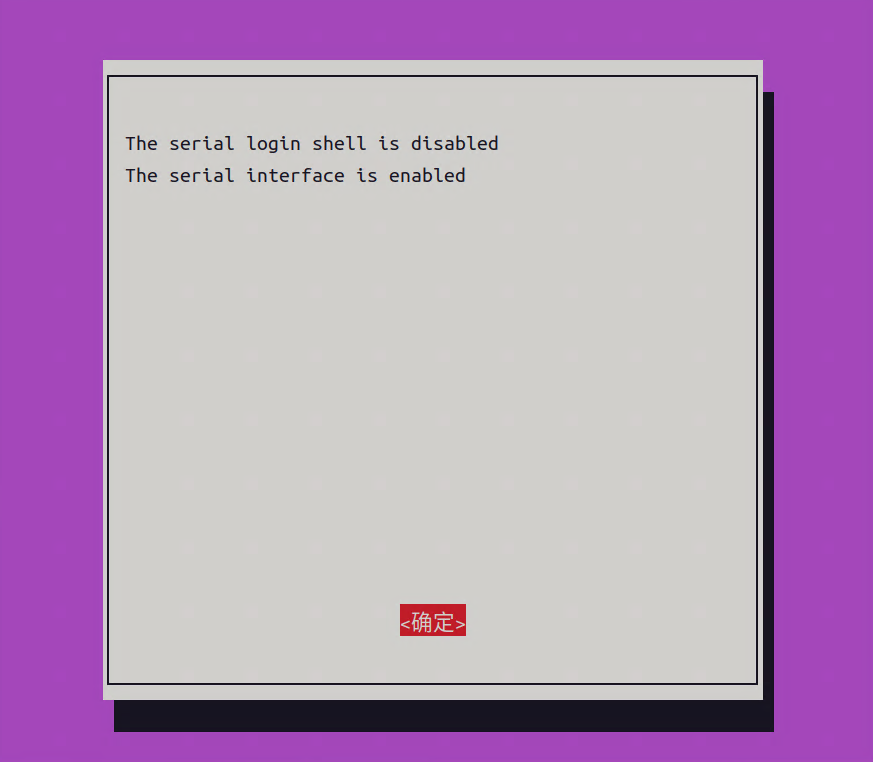 The serial login shell is disabled
The serial interface is enabled
<确定>